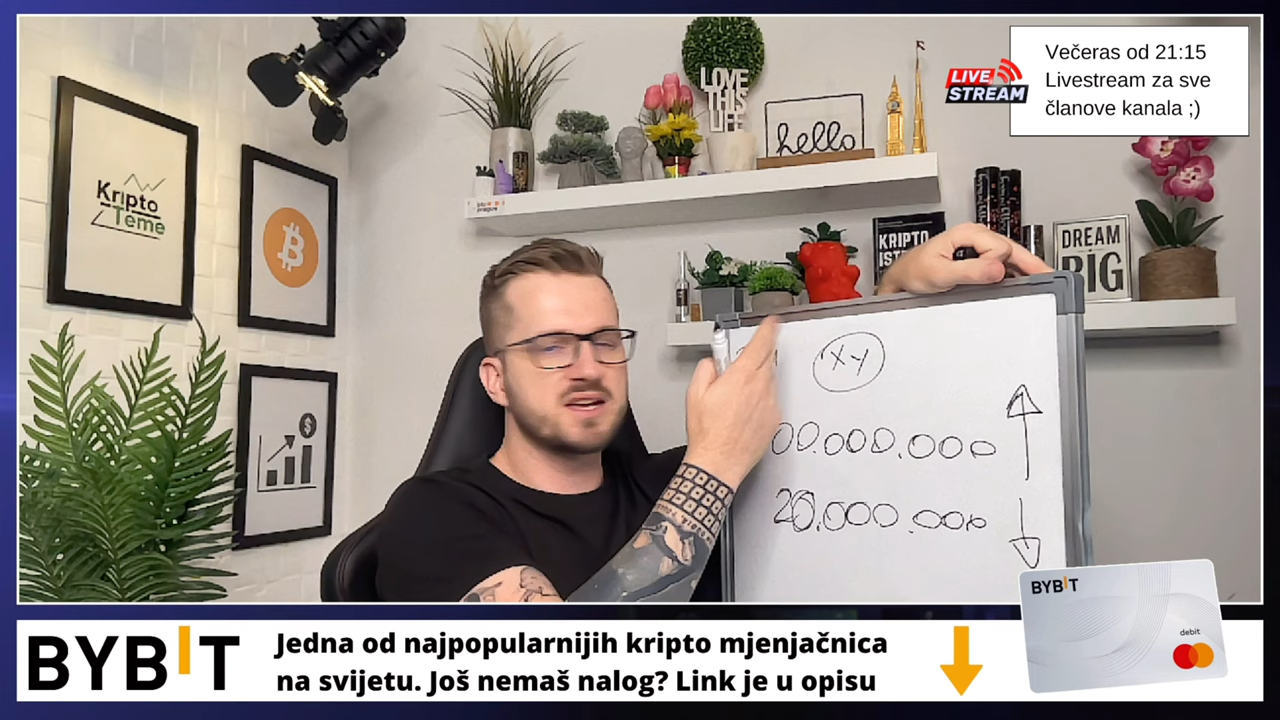 Večeras od 21:15
Livestream za sve
članove kanala ;)
LIVE
STREAM
LOVE
THIS
LIFE
hello
Kripto
Teme
KRIPTO
DREAM
BIG
XY
00.000.000
20.000.000
BYBIT
debit
BYBIT
Jedna od najpopularnijih kripto mjenjačnica
na svijetu. Još nemaš nalog? Link je u opisu